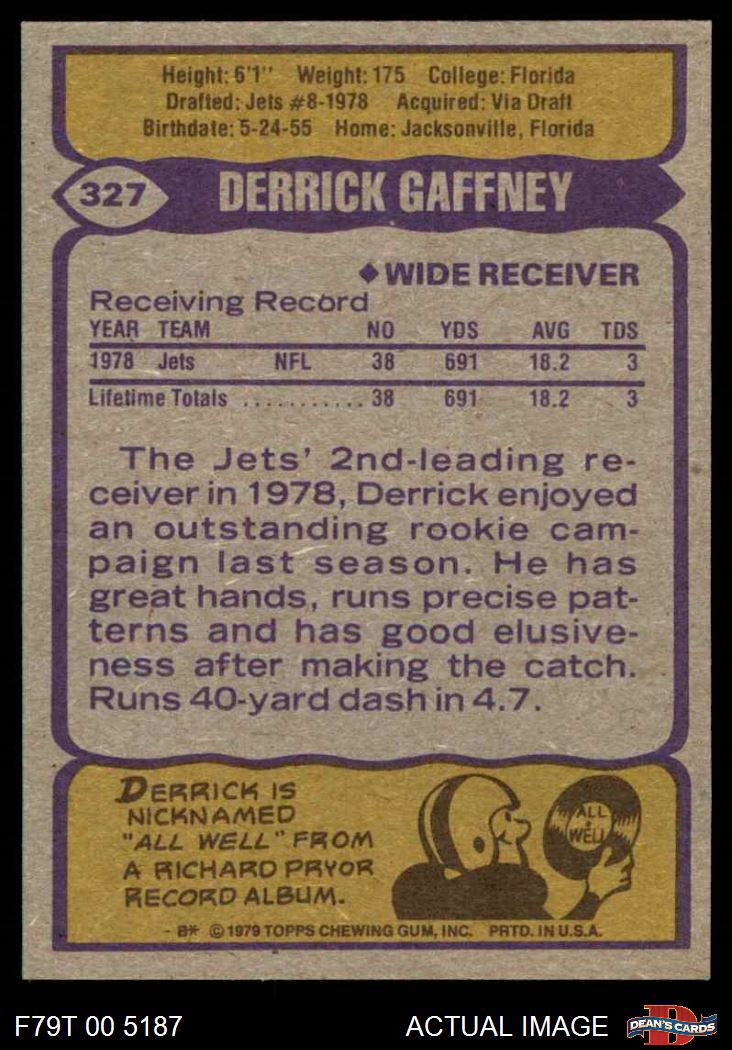 Height: 6'1" Weight: 175 College: Florida
Drafted: Jets #8-1978 Acquired: Via Draft
Birthdate: 5-24-55 Home: Jacksonville, Florida
327 DERRICK GAFFNEY
◆ WIDE RECEIVER
Receiving Record
YEAR TEAM NO YDS AVG TDS
1978 Jets NFL 38 691 18.2 3
Lifetime Totals ........... 38 691 18.2 3
The Jets' 2nd-leading re-
ceiver in 1978, Derrick enjoyed
an outstanding rookie cam-
paign last season. He has
great hands, runs precise pat-
terns and has good elusive-
ness after making the catch.
Runs 40-yard dash in 4.7.
DERRICK IS
NICKNAMED
"ALL WELL" FROM
A RICHARD PRYOR
RECORD ALBUM.
ALL
WELL
- B* © 1979 TOPPS CHEWING GUM, INC. PRTD. IN U.S.A.
F79T 00 5187 ACTUAL IMAGE D DEAN'S CARDS